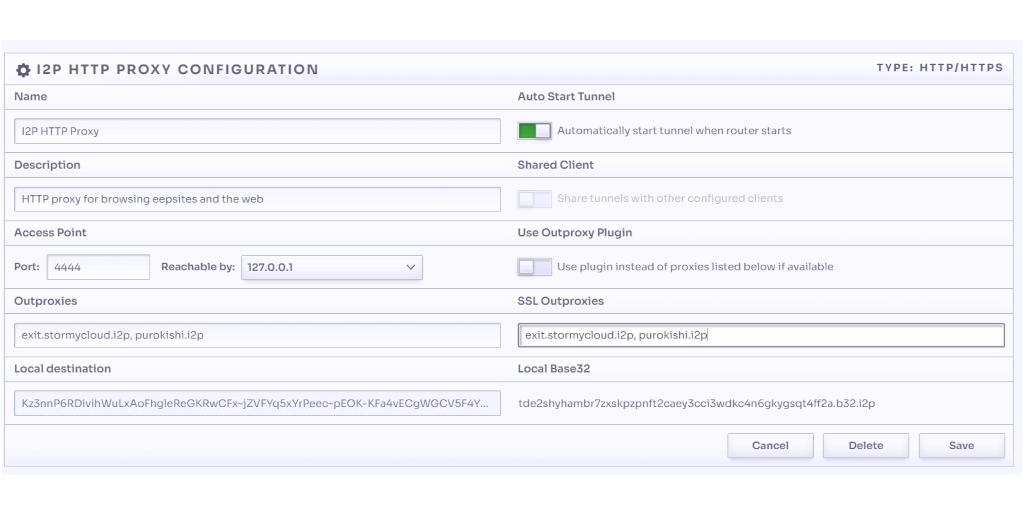 I2P HTTP PROXY CONFIGURATION
TYPE: HTTP/HTTPS
Name
Auto Start Tunnel
I2P HTTP Proxy
Automatically start tunnel when router starts
Description
Shared Client
HTTP proxy for browsing eepsites and the web
Share tunnels with other configured clients
Access Point
Use Outproxy Plugin
Port: 4444 Reachable by: 127.0.0.1
Use plugin instead of proxies listed below if available
Outproxies
SSL Outproxies
exit.stormycloud.i2p, purokishi.i2p
exit.stormycloud.i2p, purokishi.i2p
Local destination
Local Base32
Kz3nnP6RDivihWuLxAoFhgleReGKRwCFx~jZVFYq5xYrPeec~pEOK-KFa4vECgWGCV5F4Y...
tde2shyhambr7zxskpzpnft2caey3cci3wdkc4n6gkygsqt4ff2a.b32.i2p
Cancel
Delete
Save